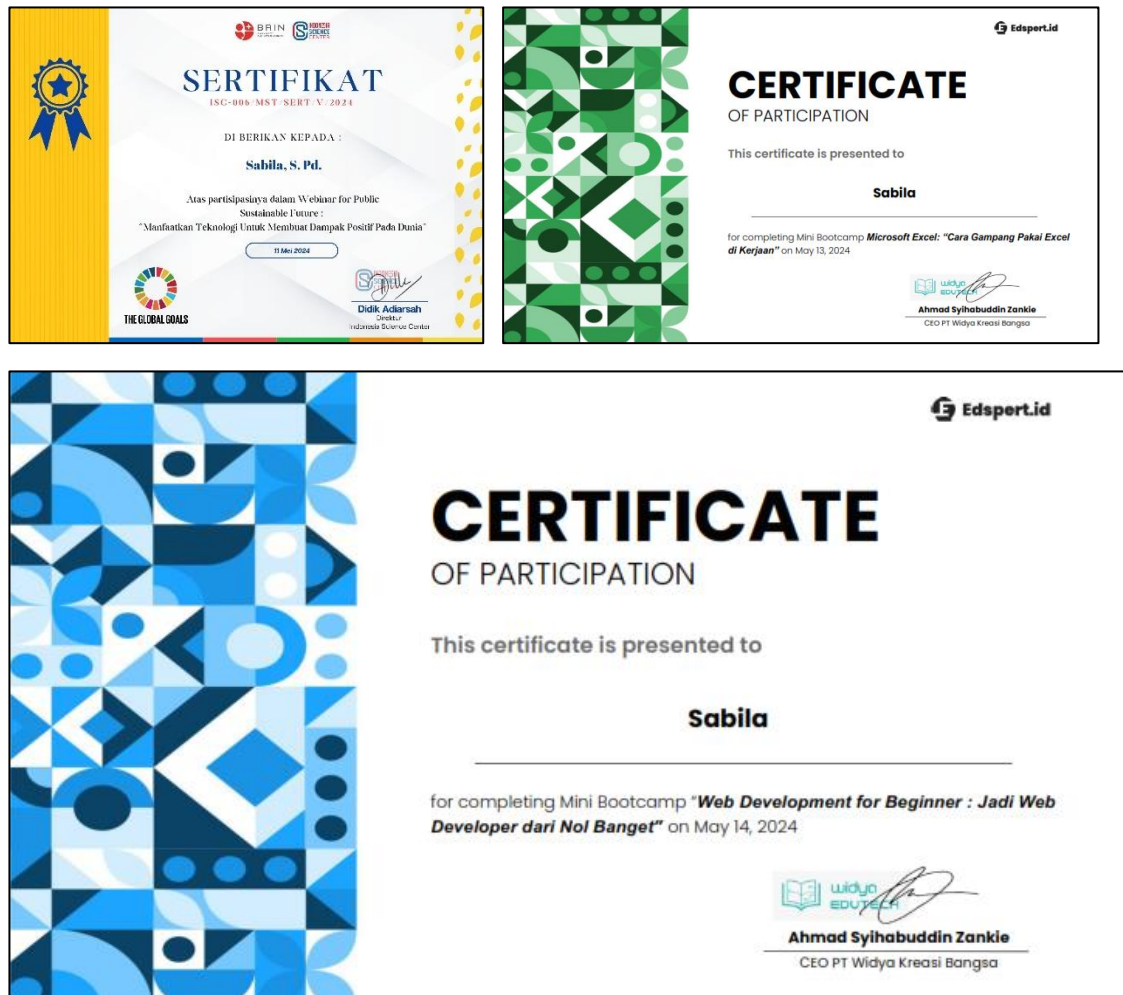 BRIN
INDONESIA
SCIENCE
CENTER
SERTIFIKAT
ISC-006/MST/SERT/V/2024
DI BERIKAN KEPADA :
Sabila, S. Pd.
Atas partisipasinya dalam Webinar for Public
Sustainable Future :
"Manfaatkan Teknologi Untuk Membuat Dampak Positif Pada Dunia"
11 Mei 2024
THE GLOBAL GOALS
Didik Adiarsah
Direktur
Indonesia Science Center
Edspert.id
CERTIFICATE
OF PARTICIPATION
This certificate is presented to
Sabila
for completing Mini Bootcamp Microsoft Excel: "Cara Gampang Pakai Excel
di Kerjaan" on May 13, 2024
widya
EDUTECH
Ahmad Syihabuddin Zankie
CEO PT Widya Kreasi Bangsa
Edspert.id
CERTIFICATE
OF PARTICIPATION
This certificate is presented to
Sabila
for completing Mini Bootcamp "Web Development for Beginner : Jadi Web
Developer dari Nol Banget" on May 14, 2024
widya
EDUTECH
Ahmad Syihabuddin Zankie
CEO PT Widya Kreasi Bangsa